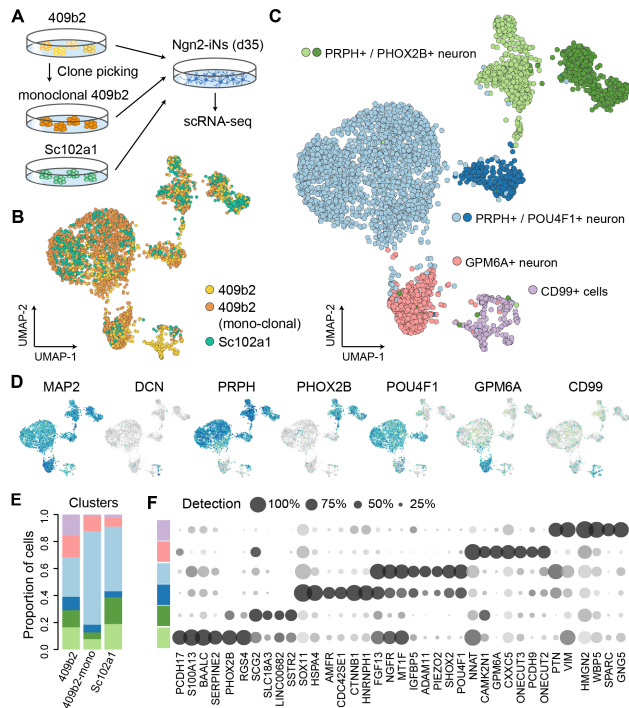 A
409b2
Clone picking
monoclonal 409b2
Sc102a1
Ngn2-iNs (d35)
scRNA-seq
B
UMAP-2
UMAP-1
409b2
409b2
(mono-clonal)
Sc102a1
C
PRPH+ / PHOX2B+ neuron
PRPH+ / POU4F1+ neuron
GPM6A+ neuron
CD99+ cells
UMAP-2
UMAP-1
D
MAP2 DCN PRPH PHOX2B POU4F1 GPM6A CD99
E
Clusters
Proportion of cells
1.0
0.8
0.6
0.4
0.2
0.0
409b2
409b2-mono
Sc102a1
F
Detection 100% 75% 50% 25%
PCDH17
S100A13
BAALC
SERPINE2
PHOX2B
RGS4
SCG2
SLC18A3
LINC00682
SSTR2
SOX11
HSPA4
AMFR
CDC42SE1
CTNNB1
HNRNPH1
FGF13
NGFR
MT1F
IGFBP5
ADAM11
PIEZO2
SHOX2
POU4F1
NNAT
CAMK2N1
GPM6A
CXXC5
ONECUT3
PCDH9
ONECUT2
PTN
VIM
HMGN2
WBP5
SPARC
GNG5